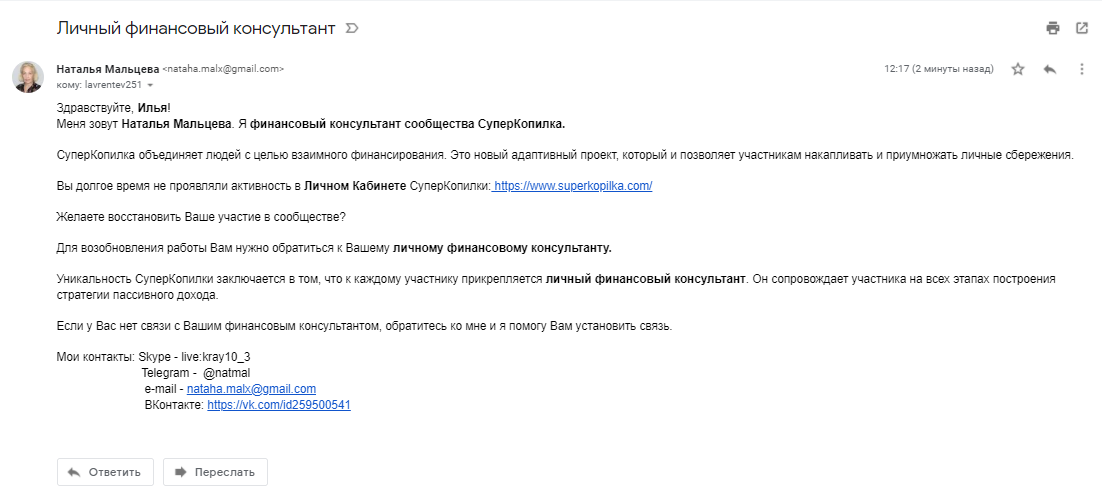 Личный финансовый консультант
Наталья Мальцева <nataha.malx@gmail.com>
12:17 (2 минуты назад)
кому: lavrentev251
Здравствуйте, Илья!
Меня зовут Наталья Мальцева. Я финансовый консультант сообщества СуперКопилка.
СуперКопилка объединяет людей с целью взаимного финансирования. Это новый адаптивный проект, который и позволяет участникам накапливать и приумножать личные сбережения.
Вы долгое время не проявляли активность в Личном Кабинете СуперКопилки: https://www.superkopilka.com/
Желаете восстановить Ваше участие в сообществе?
Для возобновления работы Вам нужно обратиться к Вашему личному финансовому консультанту.
Уникальность СуперКопилки заключается в том, что к каждому участнику прикрепляется личный финансовый консультант. Он сопровождает участника на всех этапах построения
стратегии пассивного дохода.
Если у Вас нет связи с Вашим финансовым консультантом, обратитесь ко мне и я помогу Вам установить связь.
Мои контакты: Skype - live:kray10_3
Telegram - @natmal
e-mail - nataha.malx@gmail.com
ВКонтакте: https://vk.com/id259500541
Ответить
Переслать